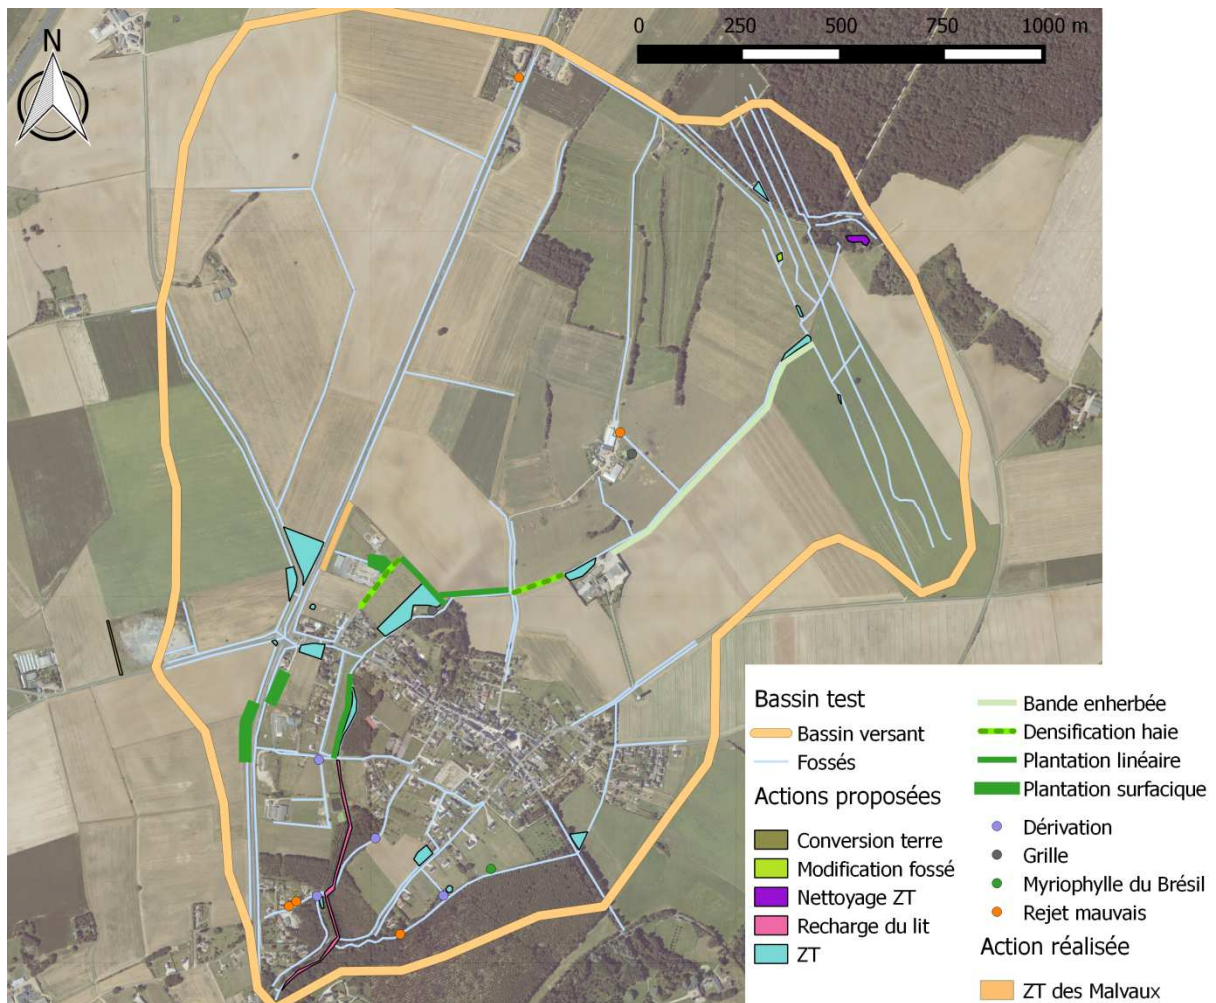 N
0 250 500 750 1000 m
Bassin test
Bassin versant
Fossés
Actions proposées
Conversion terre
Modification fossé
Nettoyage ZT
Recharge du lit
ZT
Bande enherbée
Densification haie
Plantation linéaire
Plantation surfacique
Dérivation
Grille
Myriophylle du Brésil
Rejet mauvais
Action réalisée
ZT des Malvaux